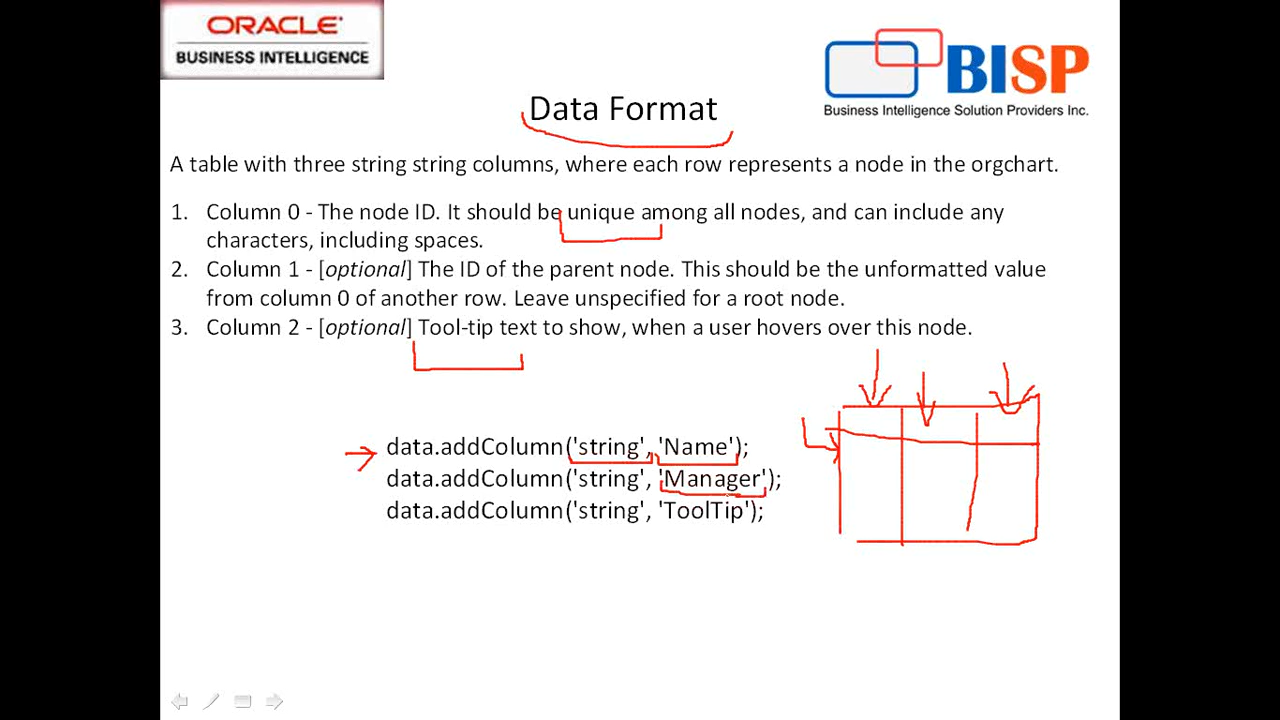 ORACLE
BUSINESS INTELLIGENCE
BISP
Business Intelligence Solution Providers Inc.
Data Format
A table with three string string columns, where each row represents a node in the orgchart.
1. Column 0 - The node ID. It should be unique among all nodes, and can include any
characters, including spaces.
2. Column 1 - [optional] The ID of the parent node. This should be the unformatted value
from column 0 of another row. Leave unspecified for a root node.
3. Column 2 - [optional] Tool-tip text to show, when a user hovers over this node.
data.addColumn('string', 'Name');
data.addColumn('string', 'Manager');
data.addColumn('string', 'ToolTip');